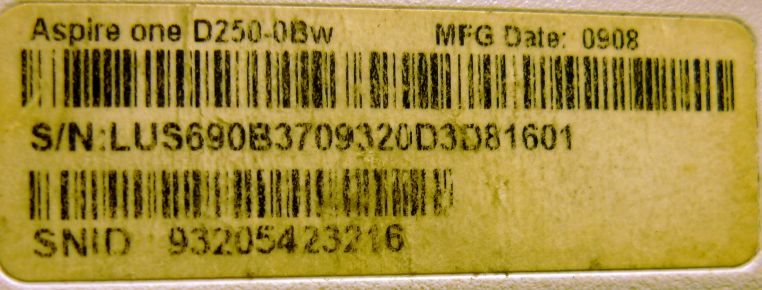 Aspire one D250-0Bw MFG Date: 0908
S/N:LUS690B3709320D3D81601
SNID 93205423216